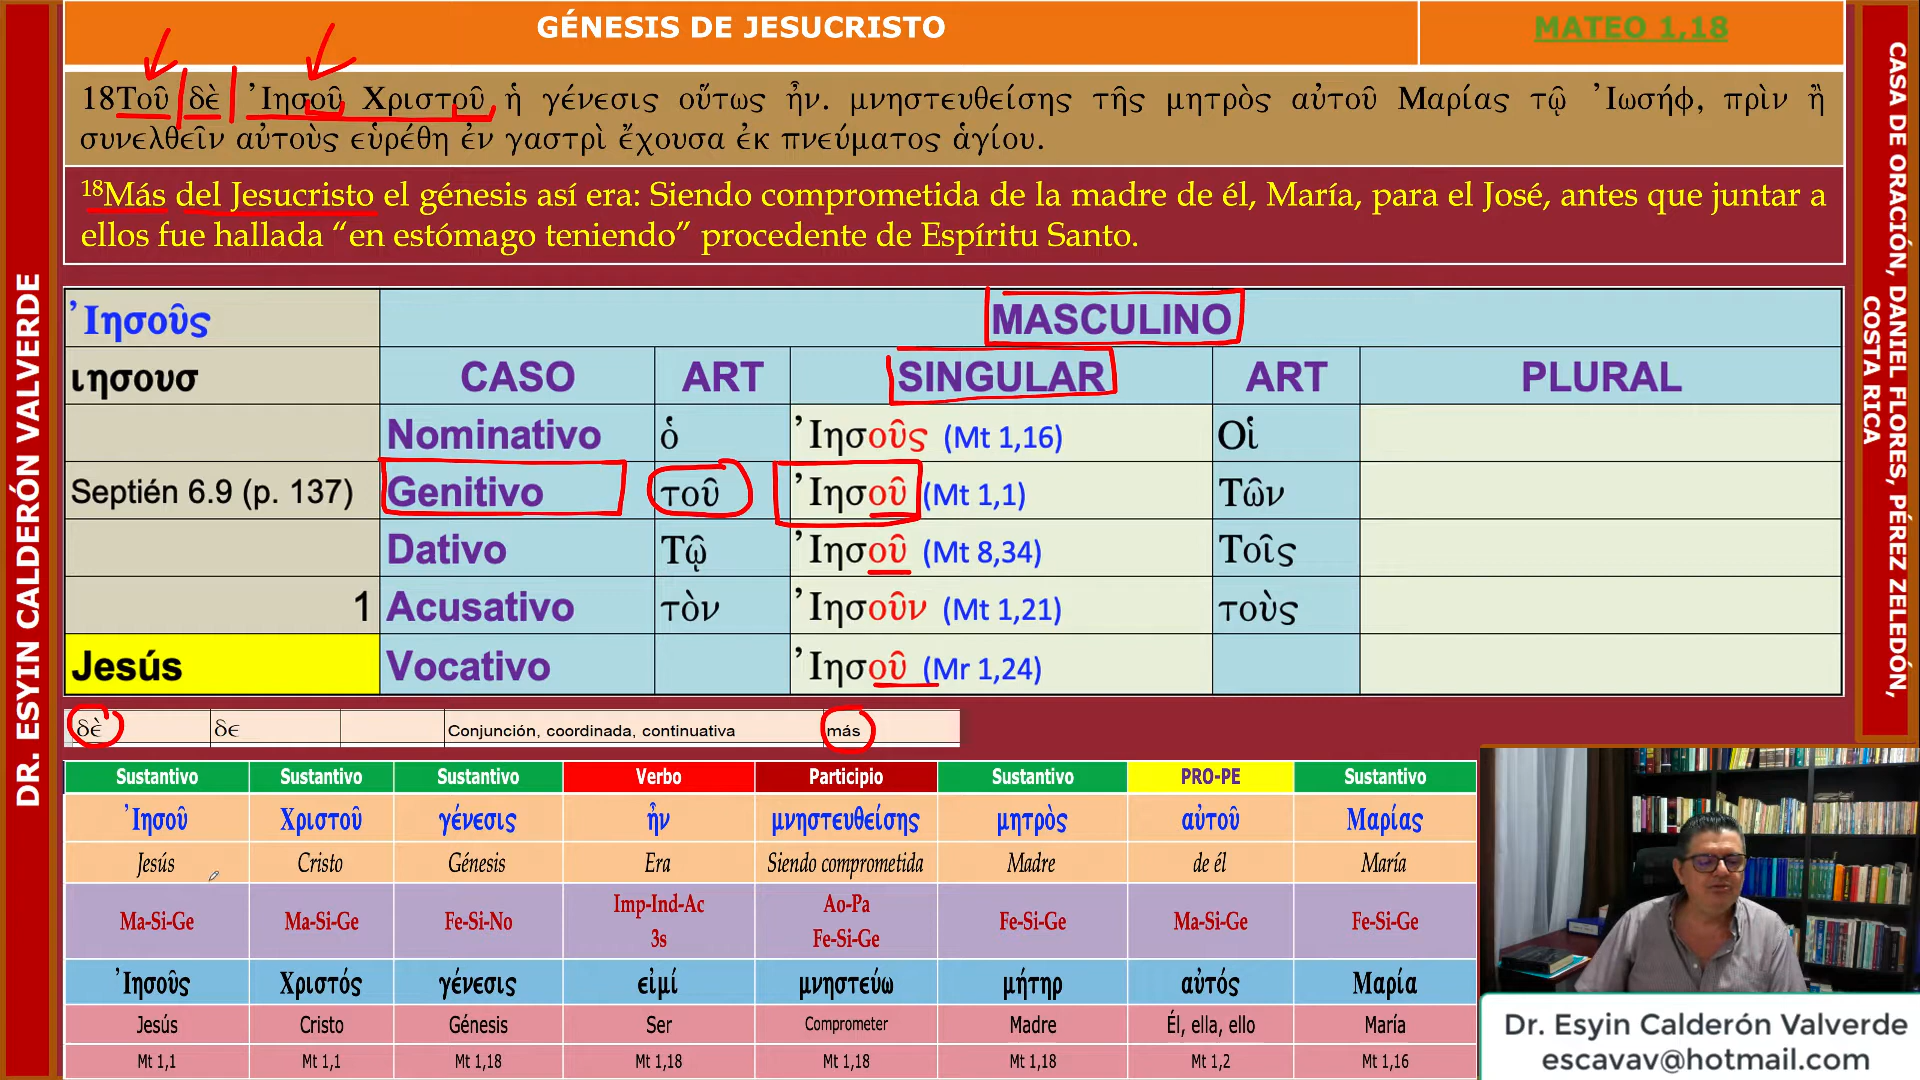 GÉNESIS DE JESUCRISTO
MATEO 1,18
18Τοῦ δὲ Ἰησοῦ Χριστοῦ ἡ γένεσις οὕτως ἦν. μνηστευθείσης τῆς μητρὸς αὐτοῦ Μαρίας τῷ Ἰωσήφ, πρὶν ἢ
συνελθεῖν αὐτοὺς εὑρέθη ἐν γαστρὶ ἔχουσα ἐκ πνεύματος ἁγίου.
18Más del Jesucristo el génesis así era: Siendo comprometida de la madre de él, María, para el José, antes que juntar a
ellos fue hallada “en estómago teniendo” procedente de Espíritu Santo.
Ἰησοῦς MASCULINO
ιησουσ CASO ART SINGULAR ART PLURAL
Nominativo ὁ Ἰησοῦς (Mt 1,16) Οἱ
Septién 6.9 (p. 137) Genitivo τοῦ Ἰησοῦ (Mt 1,1) Τῶν
Dativo Τῷ Ἰησοῦ (Mt 8,34) Τοῖς
1 Acusativo τὸν Ἰησοῦν (Mt 1,21) τοὺς
Jesús Vocativo Ἰησοῦ (Mr 1,24)
δὲ δε Conjunción, coordinada, continuativa más
Sustantivo Sustantivo Sustantivo Verbo Participio Sustantivo PRO-PE Sustantivo
Ἰησοῦ Χριστοῦ γένεσις ἦν μνηστευθείσης μητρὸς αὐτοῦ Μαρίας
Jesús Cristo Génesis Era Siendo comprometida Madre de él María
Ma-Si-Ge Ma-Si-Ge Fe-Si-No Imp-Ind-Ac Ao-Pa Fe-Si-Ge Ma-Si-Ge Fe-Si-Ge
3s Fe-Si-Ge
Ἰησοῦς Χριστός γένεσις εἰμί μνηστεύω μήτηρ αὐτός Μαρία
Jesús Cristo Génesis Ser Comprometer Madre Él, ella, ello María
Mt 1,1 Mt 1,1 Mt 1,18 Mt 1,18 Mt 1,18 Mt 1,18 Mt 1,2 Mt 1,16
DR. ESYIN CALDERÓN VALVERDE
CASA DE ORACIÓN, DANIEL FLORES, PÉREZ ZELEDÓN,
COSTA RICA
Dr. Esyin Calderón Valverde
escavav@hotmail.com